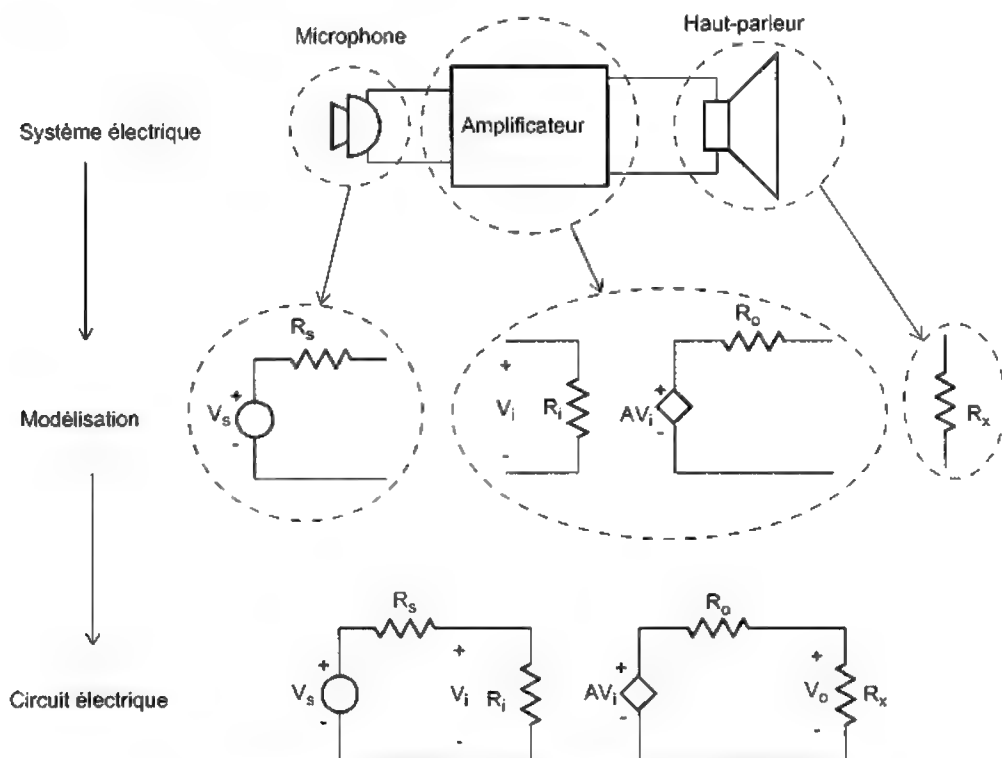 Microphone
Haut-parleur
Système électrique
Amplificateur
Modélisation
R_s
+
V_s
-
+
V_i
-
R_i
R_o
+
AV_i
-
R_x
Circuit électrique
R_s
+
V_s
-
+
V_i
-
R_i
R_o
+
AV_i
-
+
V_o
-
R_x